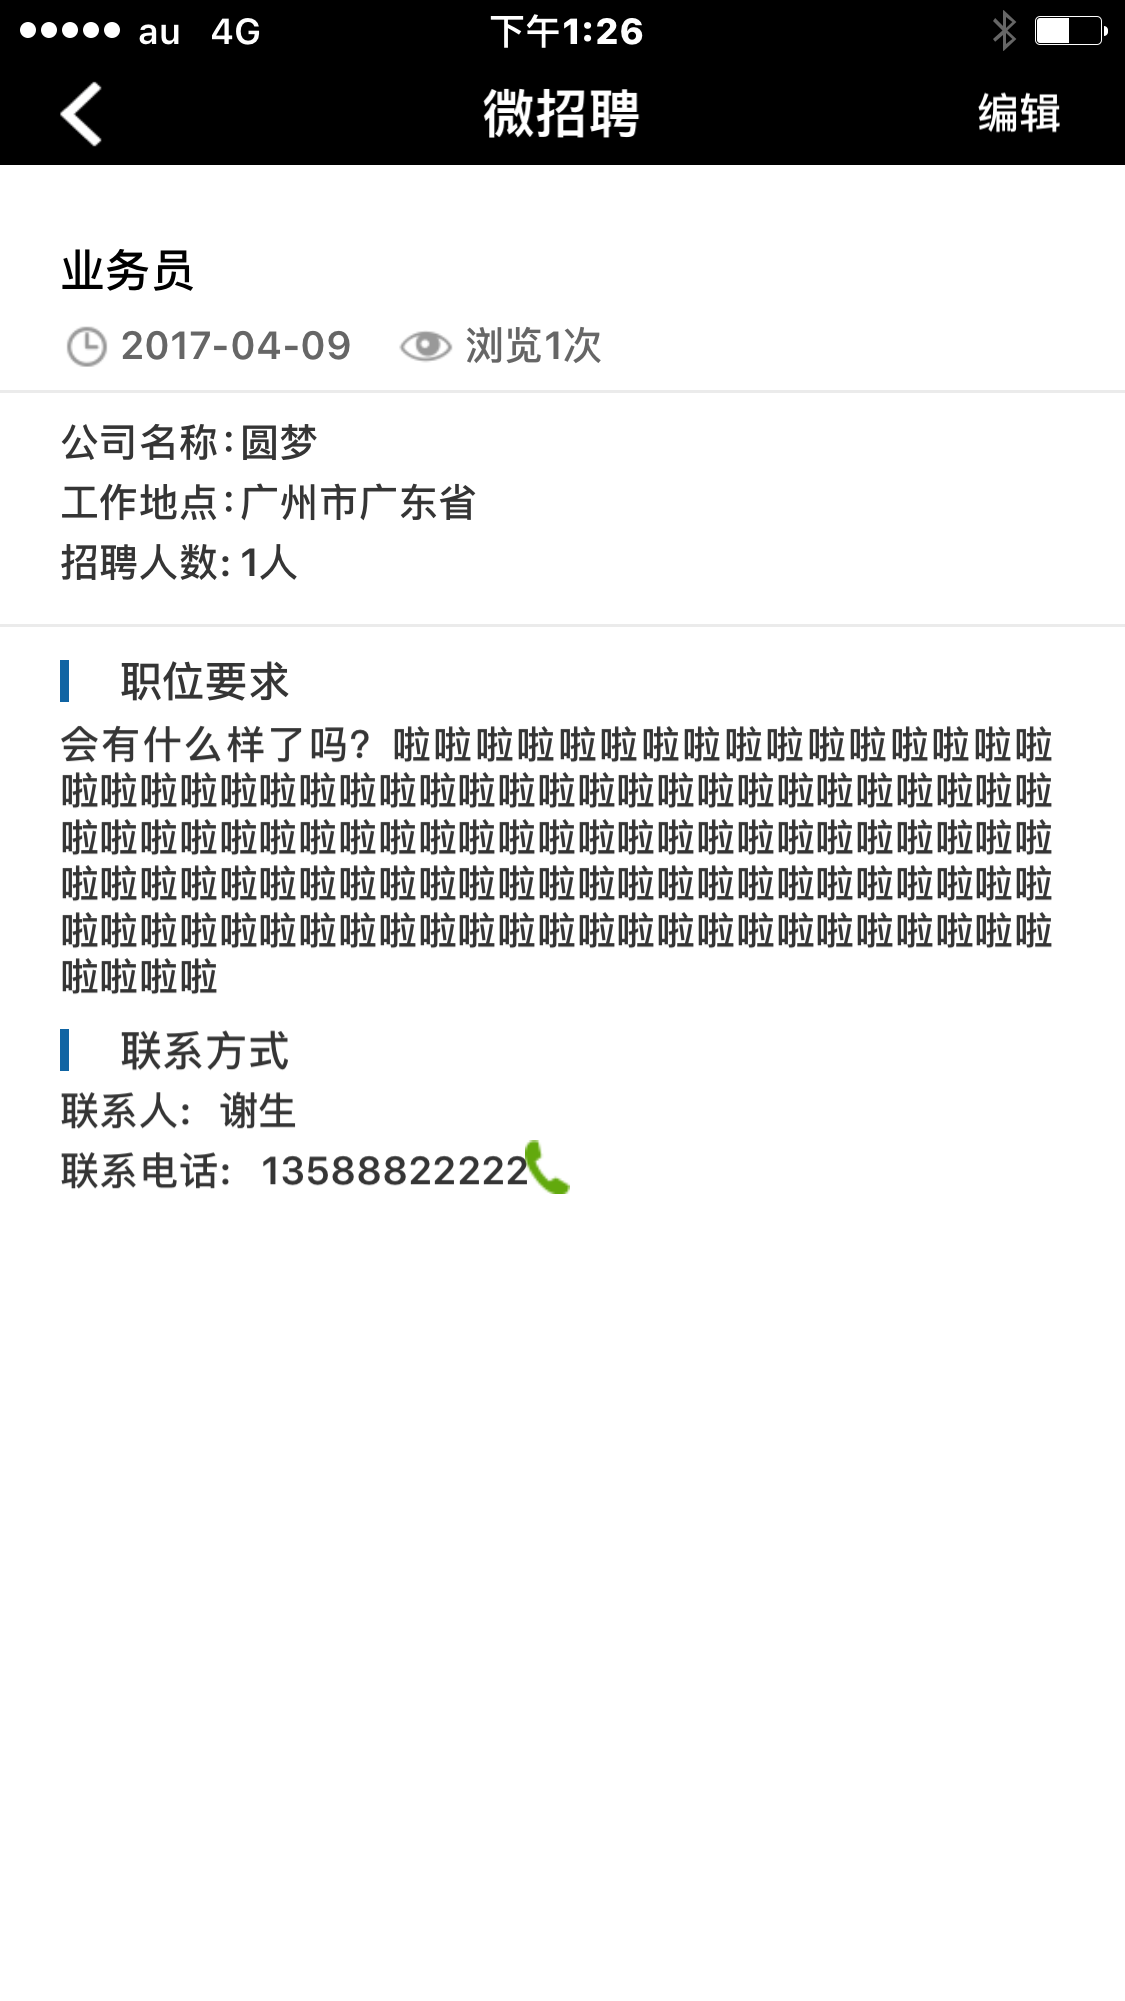 au 4G 下午1:26
微招聘 编辑
业务员
2017-04-09 浏览1次
公司名称:圆梦
工作地点:广州市广东省
招聘人数: 1人
职位要求
会有什么样了吗? 啦啦啦啦啦啦啦啦啦啦啦啦啦啦啦啦
啦啦啦啦啦啦啦啦啦啦啦啦啦啦啦啦啦啦啦啦啦啦啦啦啦
啦啦啦啦啦啦啦啦啦啦啦啦啦啦啦啦啦啦啦啦啦啦啦啦啦
啦啦啦啦啦啦啦啦啦啦啦啦啦啦啦啦啦啦啦啦啦啦啦啦啦
啦啦啦啦啦啦啦啦啦啦啦啦啦啦啦啦啦啦啦啦啦啦啦啦啦
啦啦啦啦
联系方式
联系人: 谢生
联系电话: 13588822222